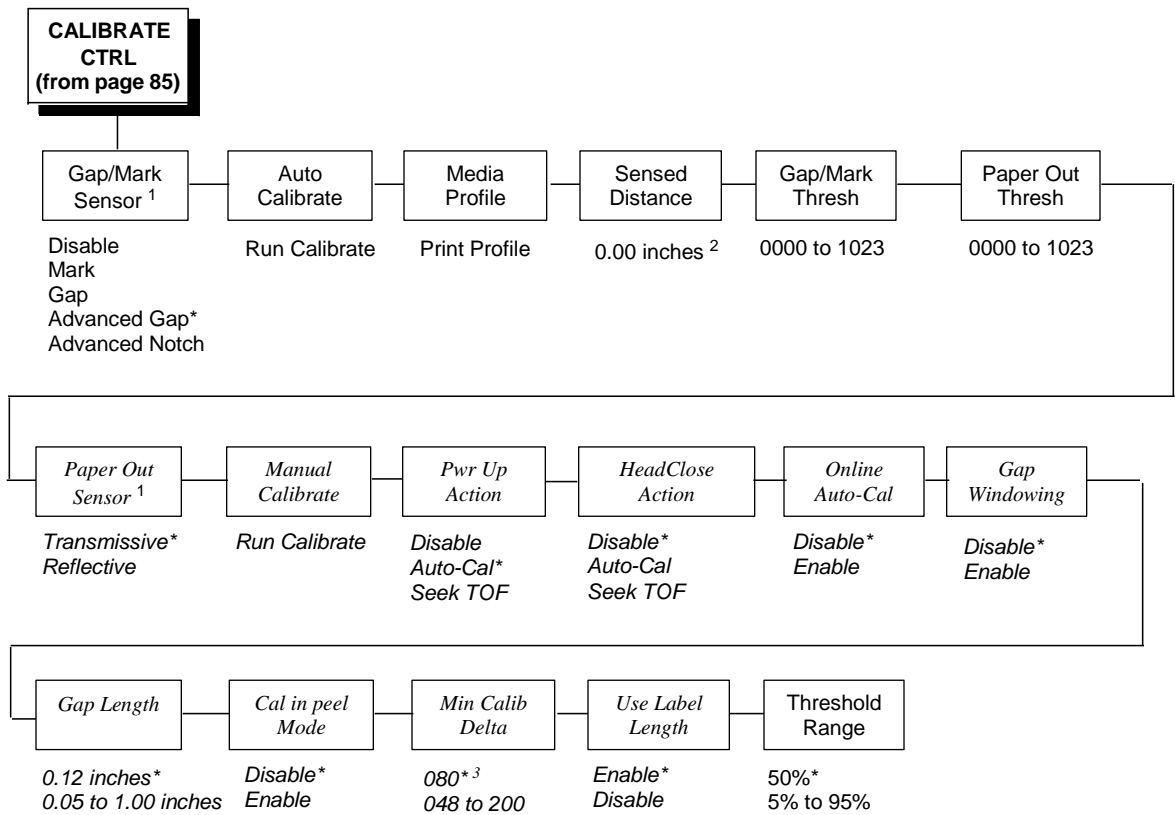 CALIBRATE
CTRL
(from page 85)
Gap/Mark
Sensor 1
Disable
Mark
Gap
Advanced Gap*
Advanced Notch
Auto
Calibrate
Run Calibrate
Media
Profile
Print Profile
Sensed
Distance
0.00 inches 2
Gap/Mark
Thresh
0000 to 1023
Paper Out
Thresh
0000 to 1023
Paper Out
Sensor 1
Transmissive*
Reflective
Manual
Calibrate
Run Calibrate
Pwr Up
Action
Disable
Auto-Cal*
Seek TOF
HeadClose
Action
Disable*
Auto-Cal
Seek TOF
Online
Auto-Cal
Disable*
Enable
Gap
Windowing
Disable*
Enable
Gap Length
0.12 inches*
0.05 to 1.00 inches
Cal in peel
Mode
Disable*
Enable
Min Calib
Delta
080* 3
048 to 200
Use Label
Length
Enable*
Disable
Threshold
Range
50%*
5% to 95%